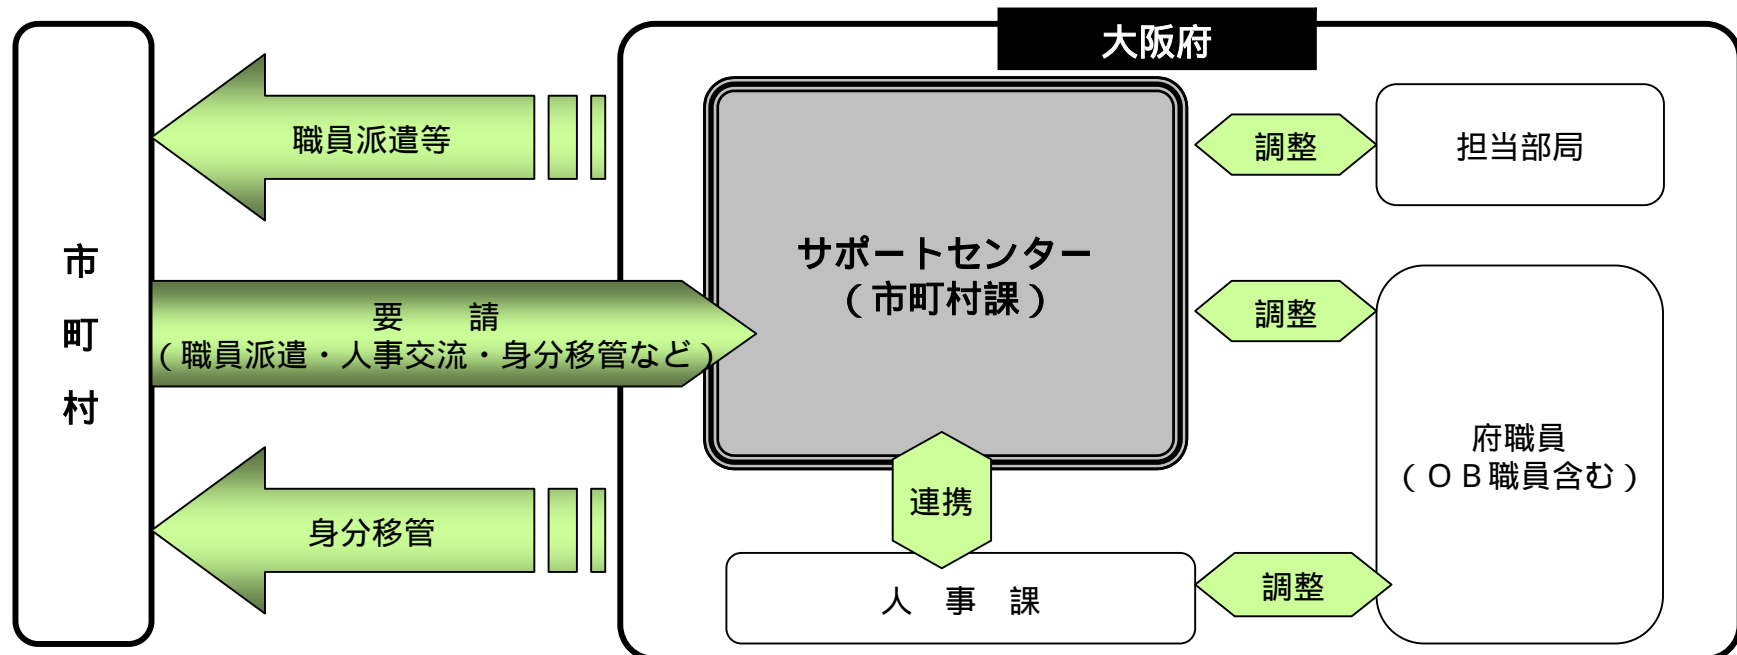 大阪府
市町村
職員派遣等
要　　請
（職員派遣・人事交流・身分移管など）
身分移管
サポートセンター
（市町村課）
調整
担当部局
調整
府職員
（ＯＢ職員含む）
連携
人　事　課
調整